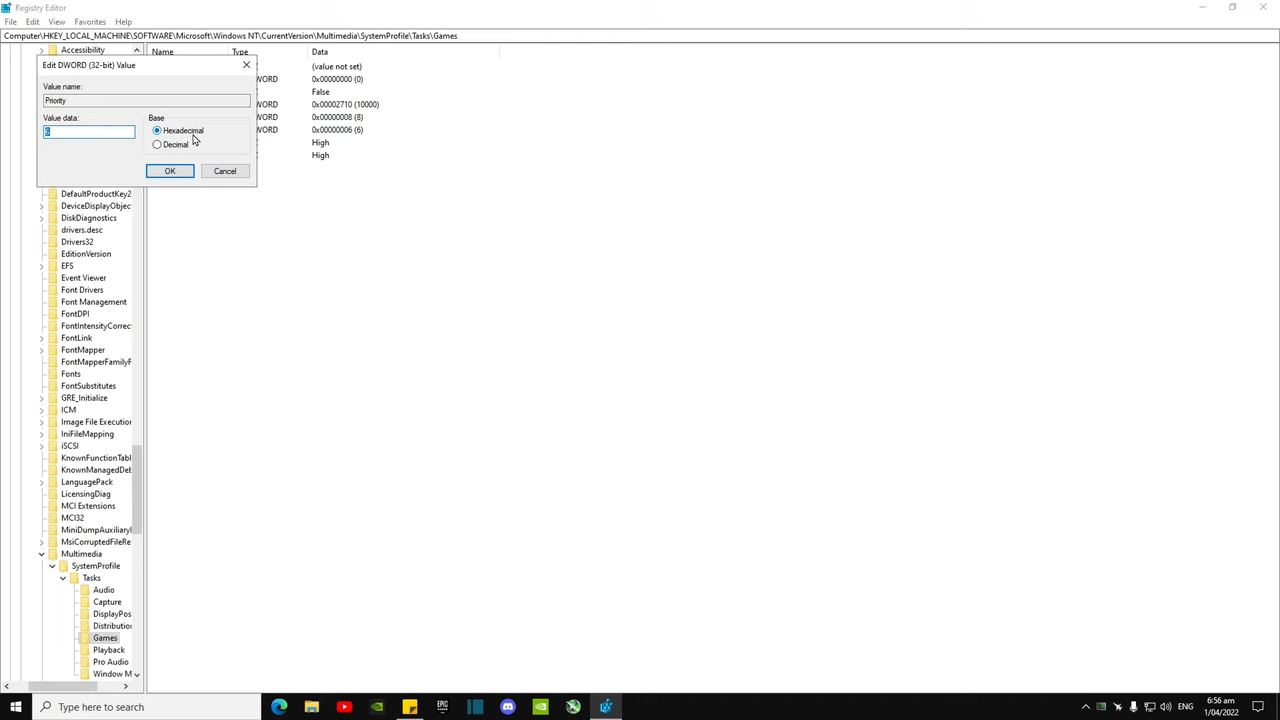 Registry Editor
File Edit View Favorites Help
Computer\HKEY_LOCAL_MACHINE\SOFTWARE\Microsoft\Windows NT\CurrentVersion\Multimedia\SystemProfile\Tasks\Games
Accessibility
Name Type Data
(value not set)
WORD 0x00000000 (0)
False
WORD 0x00002710 (10000)
WORD 0x00000008 (8)
WORD 0x00000006 (6)
High
High
Edit DWORD (32-bit) Value
Value name:
Priority
Value data:
6
Base
Hexadecimal
Decimal
OK Cancel
DefaultProductKey2
DeviceDisplayObjec
DiskDiagnostics
drivers.desc
Drivers32
EditionVersion
EFS
Event Viewer
Font Drivers
Font Management
FontDPI
FontIntensityCorrec
FontLink
FontMapper
FontMapperFamilyF
Fonts
FontSubstitutes
GRE_Initialize
ICM
Image File Execution
IniFileMapping
iSCSI
KnownFunctionTabl
KnownManagedDeb
LanguagePack
LicensingDiag
MCI Extensions
MCI32
MiniDumpAuxiliaryI
MsiCorruptedFileRe
Multimedia
SystemProfile
Tasks
Audio
Capture
DisplayPos
Distribution
Games
Playback
Pro Audio
Window M
Type here to search
EPIC
GAMES
ENG
6:56 am
1/04/2022